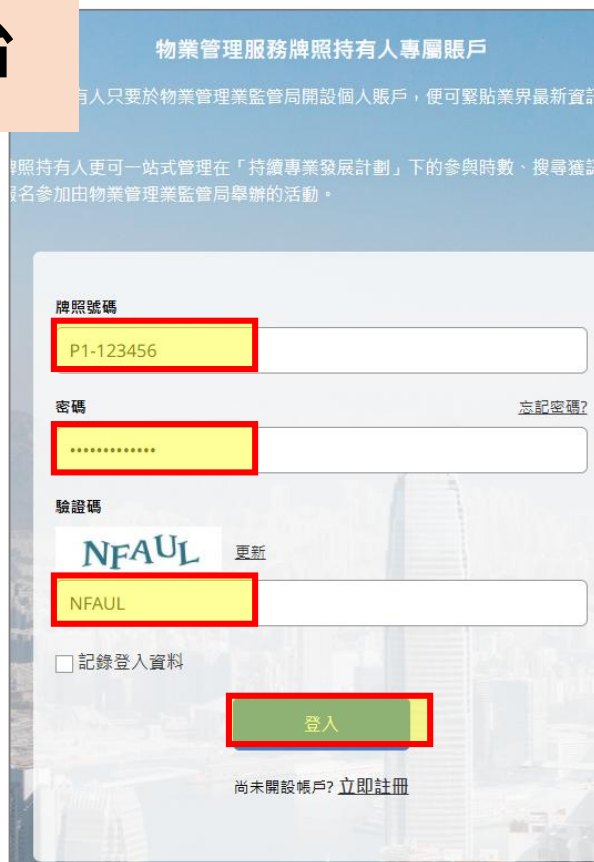 台
物業管理服務牌照持有人專屬賬戶
有人只要於物業管理業監管局開設個人賬戶，便可緊貼業界最新資訊
牌照持有人更可一站式管理在「持續專業發展計劃」下的參與時數、搜尋獲認
報名參加由物業管理業監管局舉辦的活動。
牌照號碼
P1-123456
密碼
忘記密碼?
•••••••••••••
驗證碼
NFAUL
更新
NFAUL
記錄登入資料
登入
尚未開設帳戶? 立即註冊